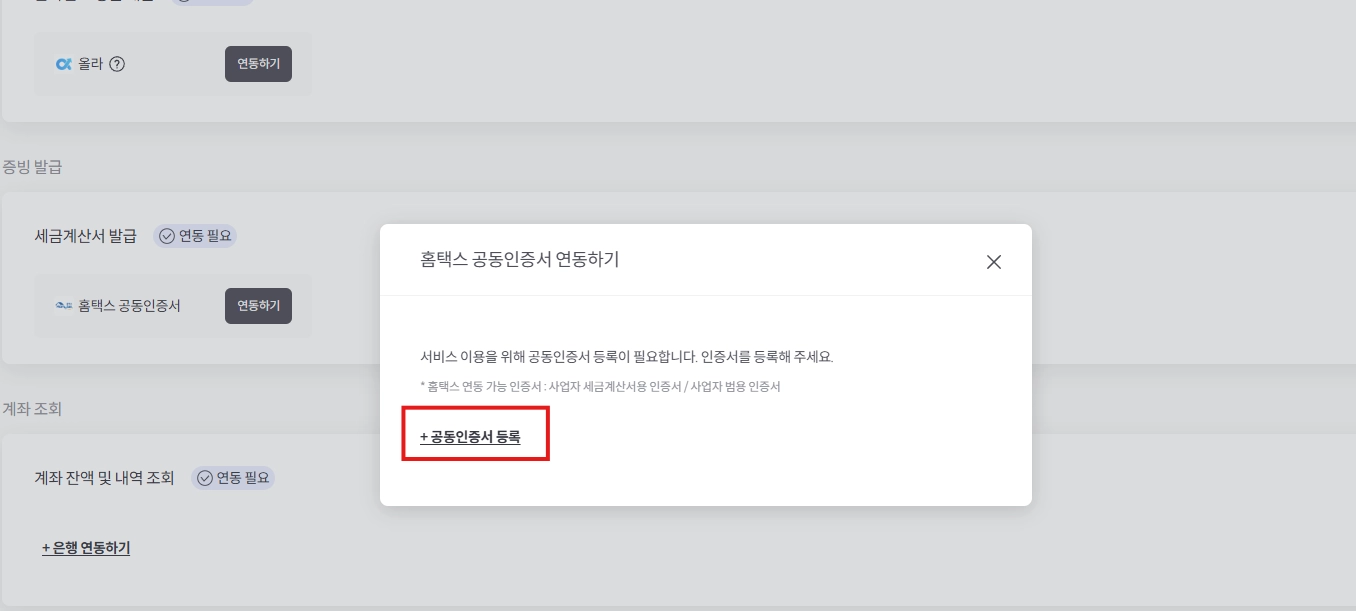 올라 ?
연동하기
증빙 발급
세금계산서 발급 연동 필요
홈택스 공동인증서
연동하기
계좌 조회
계좌 잔액 및 내역 조회 연동 필요
+ 은행 연동하기
홈택스 공동인증서 연동하기
서비스 이용을 위해 공동인증서 등록이 필요합니다. 인증서를 등록해 주세요.
* 홈택스 연동 가능 인증서 : 사업자 세금계산서용 인증서 / 사업자 범용 인증서
+ 공동인증서 등록